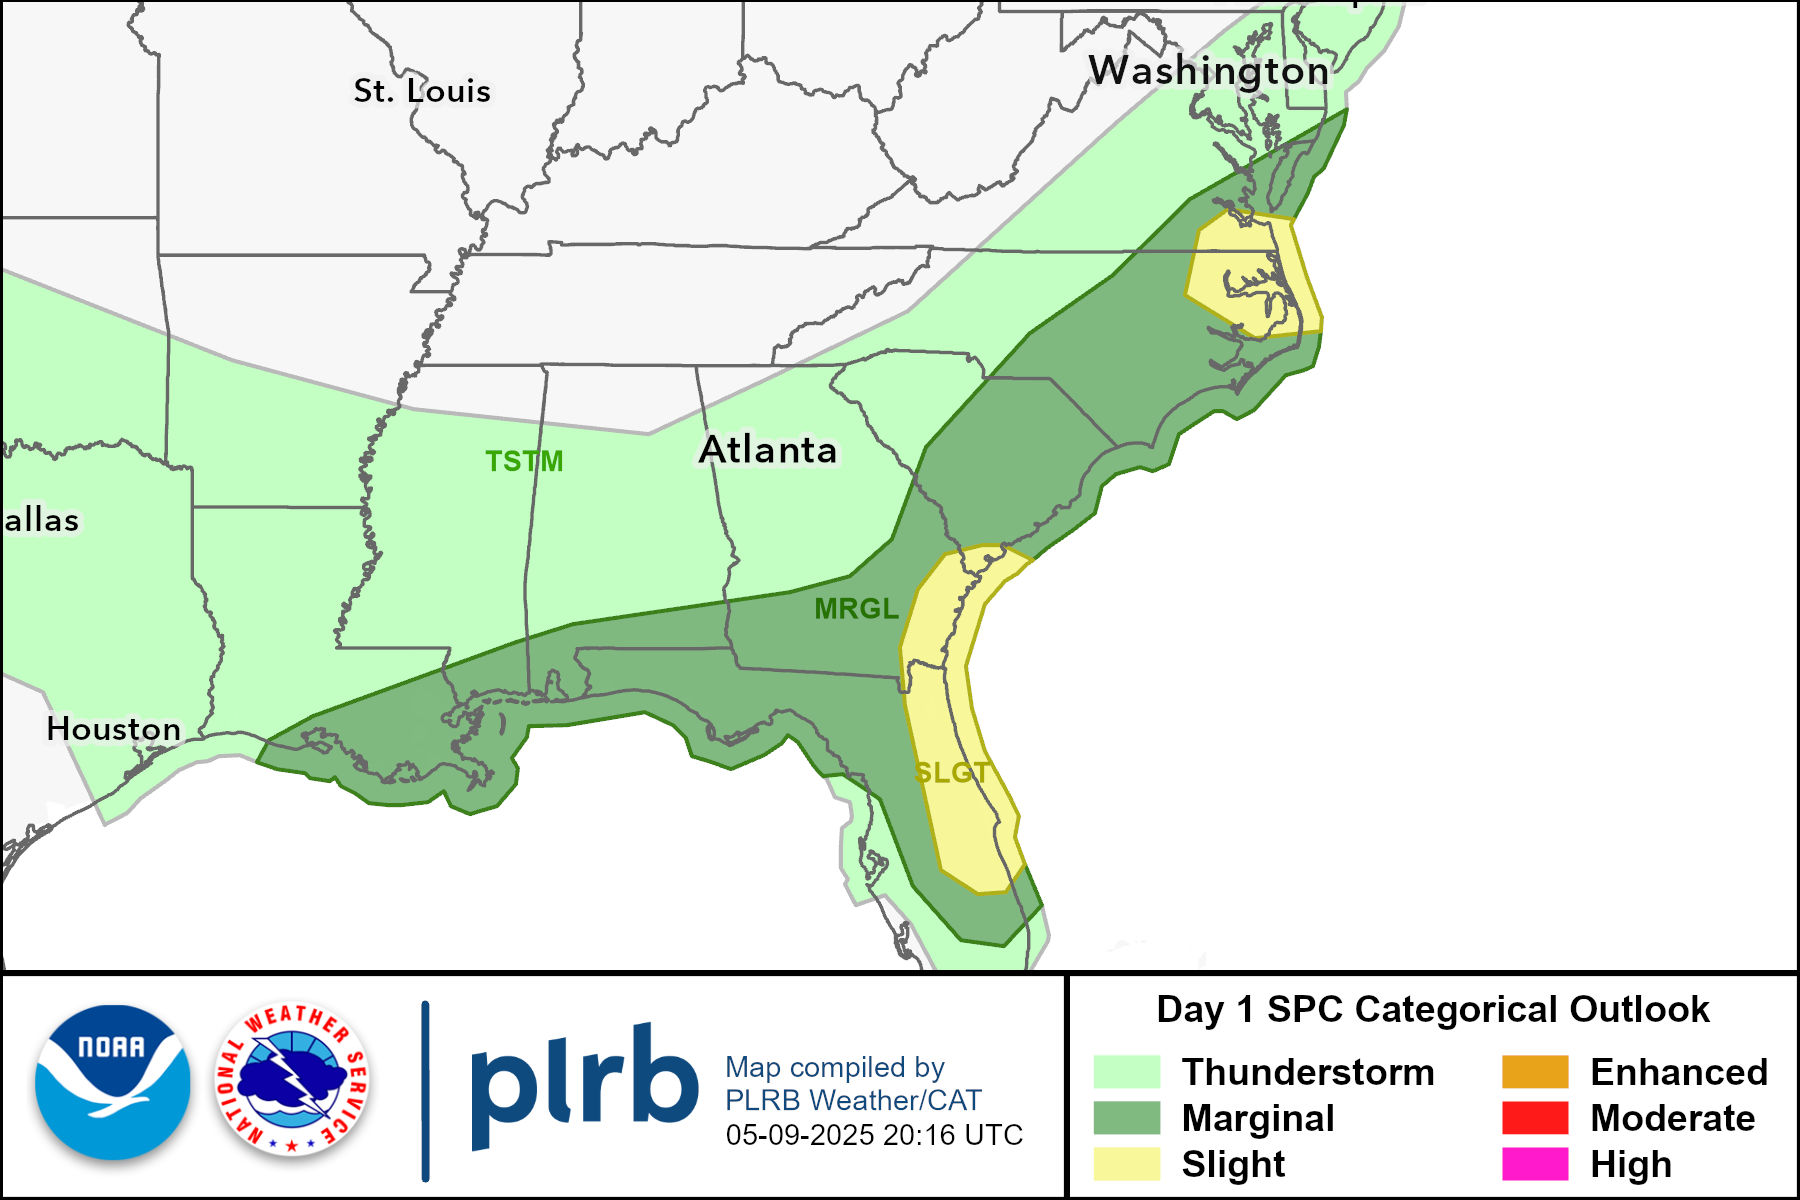 St. Louis
Washington
TSTM
Atlanta
allas
MRGL
Houston
SLGT
NOAA
NATIONAL WEATHER SERVICE
plrb
Map compiled by
PLRB Weather/CAT
05-09-2025 20:16 UTC
Day 1 SPC Categorical Outlook
Thunderstorm
Marginal
Slight
Enhanced
Moderate
High